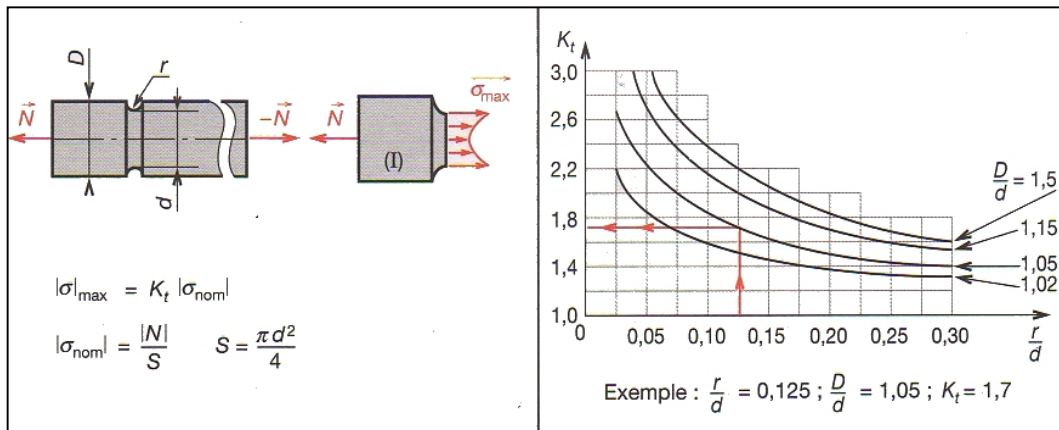 D
r
N
-N
d
N
(I)
σmax
|σ|max = Kt |σnom|
|σnom| = |N|/S S = πd²/4
Kt
3,0
2,6
2,2
1,8
1,4
1,0
0 0,05 0,10 0,15 0,20 0,25 0,30 r/d
D/d = 1,5
1,15
1,05
1,02
Exemple : r/d = 0,125 ; D/d = 1,05 ; Kt = 1,7